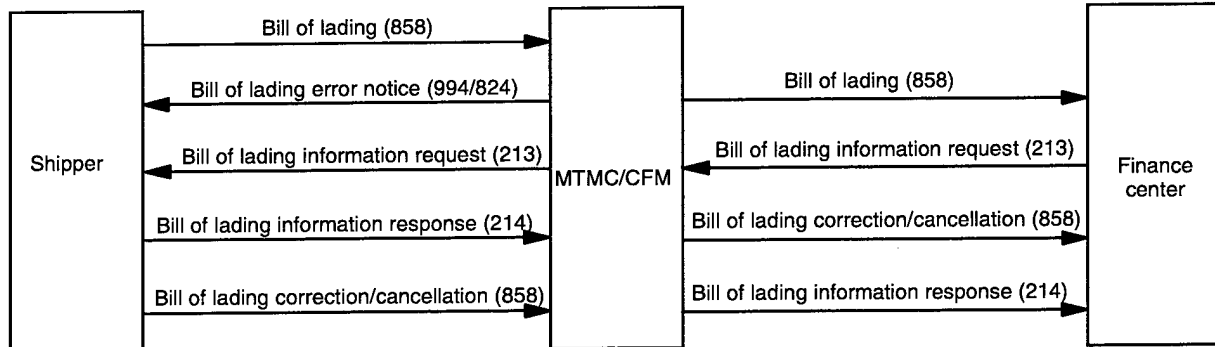 Bill of lading (858)
Bill of lading error notice (994/824)
Bill of lading (858)
Shipper
Bill of lading information request (213)
MTMC/CFM
Bill of lading information request (213)
Finance
center
Bill of lading information response (214)
Bill of lading correction/cancellation (858)
Bill of lading correction/cancellation (858)
Bill of lading information response (214)